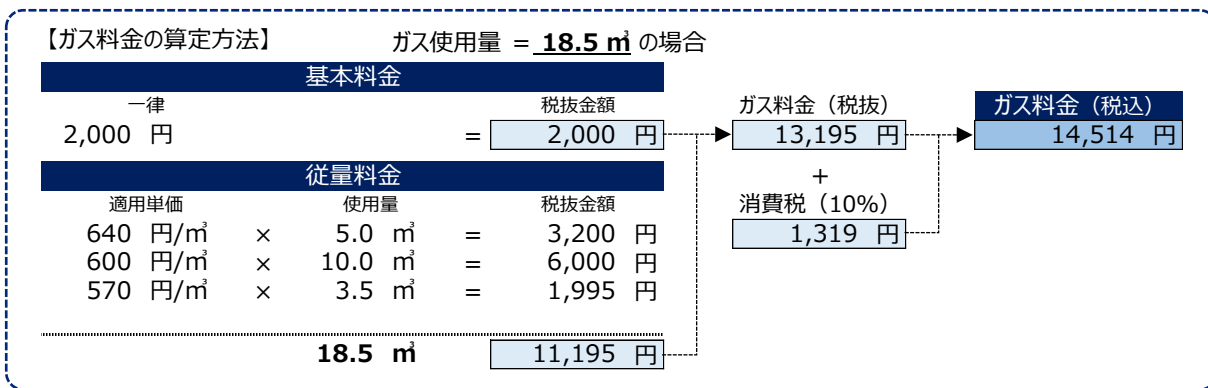 【ガス料金の算定方法】 ガス使用量 = 18.5 ㎥ の場合
基本料金
一律 税抜金額
2,000 円 = 2,000 円
従量料金
適用単価 使用量 税抜金額
640 円/㎥ × 5.0 ㎥ = 3,200 円
600 円/㎥ × 10.0 ㎥ = 6,000 円
570 円/㎥ × 3.5 ㎥ = 1,995 円
18.5 ㎥ 11,195 円
ガス料金（税抜）
13,195 円
+
消費税（10%）
1,319 円
ガス料金（税込）
14,514 円